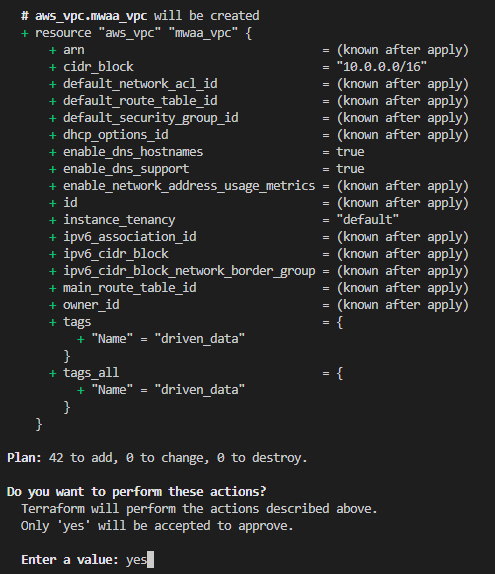 # aws_vpc.mwaa_vpc will be created
+ resource "aws_vpc" "mwaa_vpc" {
+ arn = (known after apply)
+ cidr_block = "10.0.0.0/16"
+ default_network_acl_id = (known after apply)
+ default_route_table_id = (known after apply)
+ default_security_group_id = (known after apply)
+ dhcp_options_id = (known after apply)
+ enable_dns_hostnames = true
+ enable_dns_support = true
+ enable_network_address_usage_metrics = (known after apply)
+ id = (known after apply)
+ instance_tenancy = "default"
+ ipv6_association_id = (known after apply)
+ ipv6_cidr_block = (known after apply)
+ ipv6_cidr_block_network_border_group = (known after apply)
+ main_route_table_id = (known after apply)
+ owner_id = (known after apply)
+ tags = {
+ "Name" = "driven_data"
}
+ tags_all = {
+ "Name" = "driven_data"
}
}
Plan: 42 to add, 0 to change, 0 to destroy.
Do you want to perform these actions?
Terraform will perform the actions described above.
Only 'yes' will be accepted to approve.
Enter a value: yes